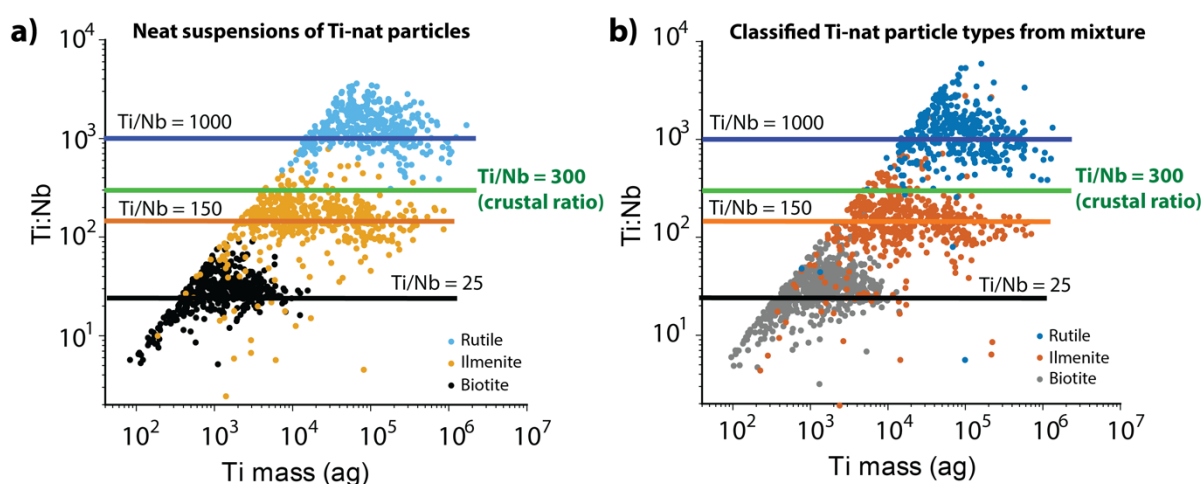 a)
Neat suspensions of Ti-nat particles
10⁴
10³
10²
10¹
Ti:Nb
Ti/Nb = 1000
Ti/Nb = 300
(crustal ratio)
Ti/Nb = 150
Ti/Nb = 25
Rutile
Ilmenite
Biotite
10² 10³ 10⁴ 10⁵ 10⁶ 10⁷
Ti mass (ag)
b)
Classified Ti-nat particle types from mixture
10⁴
10³
10²
10¹
Ti:Nb
Ti/Nb = 1000
Ti/Nb = 300
(crustal ratio)
Ti/Nb = 150
Ti/Nb = 25
Rutile
Ilmenite
Biotite
10² 10³ 10⁴ 10⁵ 10⁶ 10⁷
Ti mass (ag)